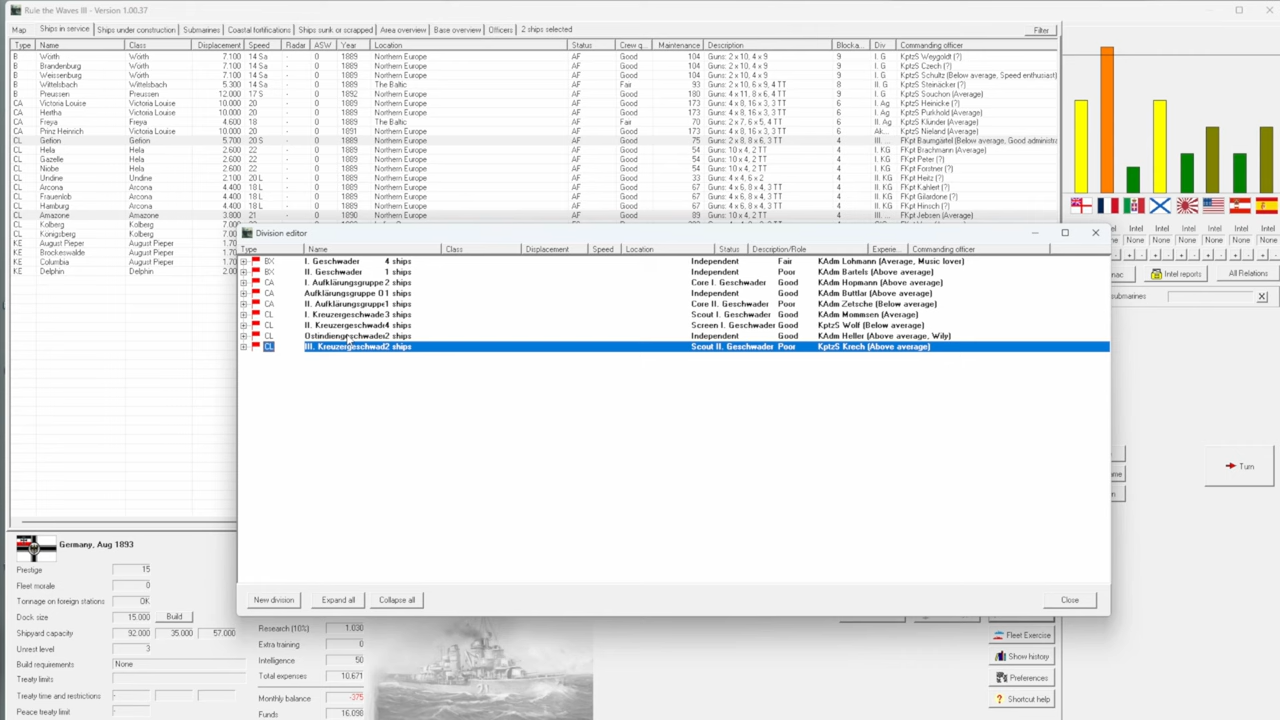 Rule the Waves III - Version 1.00.37
Map Ships in service Ships under construction Submarines Coastal fortifications Ships sunk or scrapped Area overview Base overview Officers 2 ships selected Filter
Type Name Class Displacement Speed Radar ASW Year Location Status Crew q... Maintenance Description Blocka... Div Commanding officer
B Wörth Wörth 7.100 14 Sa - 0 1889 Northern Europe AF Good 104 Guns: 2 x 10, 4 x 9 9 I. G KptzS Weygoldt (?)
B Brandenburg Wörth 7.100 14 Sa - 0 1889 Northern Europe AF Good 104 Guns: 2 x 10, 4 x 9 9 I. G KptzS Czech (?)
B Weissenburg Wörth 7.100 14 Sa - 0 1889 Northern Europe AF Good 104 Guns: 2 x 10, 4 x 9 9 I. G KptzS Schultz (Below average, Speed enthusiast)
B Wittelsbach Wittelsbach 5.300 14 Sa - 0 1889 The Baltic AF Fair 93 Guns: 2 x 10, 6 x 9, 4 TT 8 II. G KptzS Steinäcker (?)
B Preussen Preussen 12.000 17 S - 0 1892 Northern Europe AF Good 180 Guns: 4 x 11, 8 x 6, 3 TT 9 I. G KptzS Souchon (Average)
CA Victoria Louise Victoria Louise 10.600 20 - 0 1889 Northern Europe AF Good 173 Guns: 4 x 8, 16 x 3, 3 TT 6 I. Ag KptzS Heinicke (?)
CA Hertha Victoria Louise 10.600 20 - 0 1889 Northern Europe AF Good 173 Guns: 4 x 8, 16 x 3, 3 TT 6 I. Ag KptzS Purkhold (Average)
CA Freya Freya 4.600 18 - 0 1889 The Baltic AF Fair 70 Guns: 2 x 7, 6 x 5, 4 TT 4 II. Ag KptzS Klünder (Average)
CA Prinz Heinrich Victoria Louise 10.600 20 - 0 1891 Northern Europe AF Good 173 Guns: 4 x 8, 16 x 3, 3 TT 6 Ak... KptzS Nieland (Average)
CL Gefion Gefion 5.700 20 S - 0 1889 Northern Europe AF Good 75 Guns: 2 x 8, 8 x 6, 3 TT 4 III. ... FKpt Baumgärtel (Below average, Good administra
CL Hela Hela 2.600 22 - 0 1889 Northern Europe AF Good 54 Guns: 10 x 4, 2 TT 4 I. KG FKpt Brachmann (Average)
CL Gazelle Hela 2.600 22 - 0 1889 Northern Europe AF Good 54 Guns: 10 x 4, 2 TT 4 I. KG FKpt Peter (?)
CL Niobe Hela 2.600 22 - 0 1889 Northern Europe AF Good 54 Guns: 10 x 4, 2 TT 4 I. KG FKpt Forstner (?)
CL Undine Undine 2.100 20 L - 0 1889 Northern Europe AF Good 33 Guns: 4 x 4, 6 x 2 4 II. KG FKpt Heitz (?)
CL Arcona Arcona 4.400 18 L - 0 1889 Northern Europe AF Good 67 Guns: 4 x 6, 8 x 4, 3 TT 4 II. KG FKpt Kahlert (?)
CL Frauenlob Arcona 4.400 18 L - 0 1889 Northern Europe AF Good 67 Guns: 4 x 6, 8 x 4, 3 TT 4 II. KG FKpt Gilardone (?)
CL Hamburg Arcona 4.400 18 L - 0 1889 Northern Europe AF Good 67 Guns: 4 x 6, 8 x 4, 3 TT 4 II. KG FKpt Hinsch (?)
CL Amazone Amazone 3.800 21 - 0 1890 Northern Europe AF Good 89 Guns: 10 x 4, 2 TT 4 III. ... FKpt Jebsen (Average)
CL Kolberg Kolberg
CL Königsberg Kolberg
KE August Pieper August Pieper 1.70
KE Brockeswalde August Pieper 1.70
KE Columbia August Pieper 1.70
KE Delphin August Pieper 1.70
Intel Intel Intel Intel Intel Intel Intel Intel
None None None None None None None None
Intel reports All Relations
submarines X
Division editor
Type Name Class Displacement Speed Location Status Description/Role Experie... Commanding officer
BX I. Geschwader 4 ships Independent Fair KAdm Lohmann (Average, Music lover)
BX II. Geschwader 1 ships Independent Poor KAdm Bartels (Above average)
CA I. Aufklärungsgruppe 2 ships Core I. Geschwader Good KAdm Hopmann (Above average)
CA Aufklärungsgruppe O1 ships Independent Good KAdm Buttlar (Above average)
CA II. Aufklärungsgruppe1 ships Core II. Geschwader Poor KAdm Zetsche (Below average)
CL I. Kreuzergeschwade3 ships Scout I. Geschwader Good KAdm Mommsen (Average)
CL II. Kreuzergeschwade4 ships Screen I. Geschwader Good KptzS Wolf (Below average)
CL Ostindiengeschwader2 ships Independent Good KAdm Heller (Above average, Wily)
CL III. Kreuzergeschwad2 ships Scout II. Geschwader Poor KptzS Krech (Above average)
New division Expand all Collapse all Close
Turn
Germany, Aug 1893
Prestige 15
Fleet morale 0
Tonnage on foreign stations OK
Dock size 15.000 Build
Shipyard capacity 92.000 35.000 57.000
Unrest level 3
Build requirements None
Treaty limits
Treaty time and restrictions -
Peace treaty limit -
Research (10%) 1.030
Extra training 0
Intelligence 50
Total expenses 10.671
Monthly balance -375
Funds 16.098
Fleet Exercise
Show history
Preferences
Shortcut help